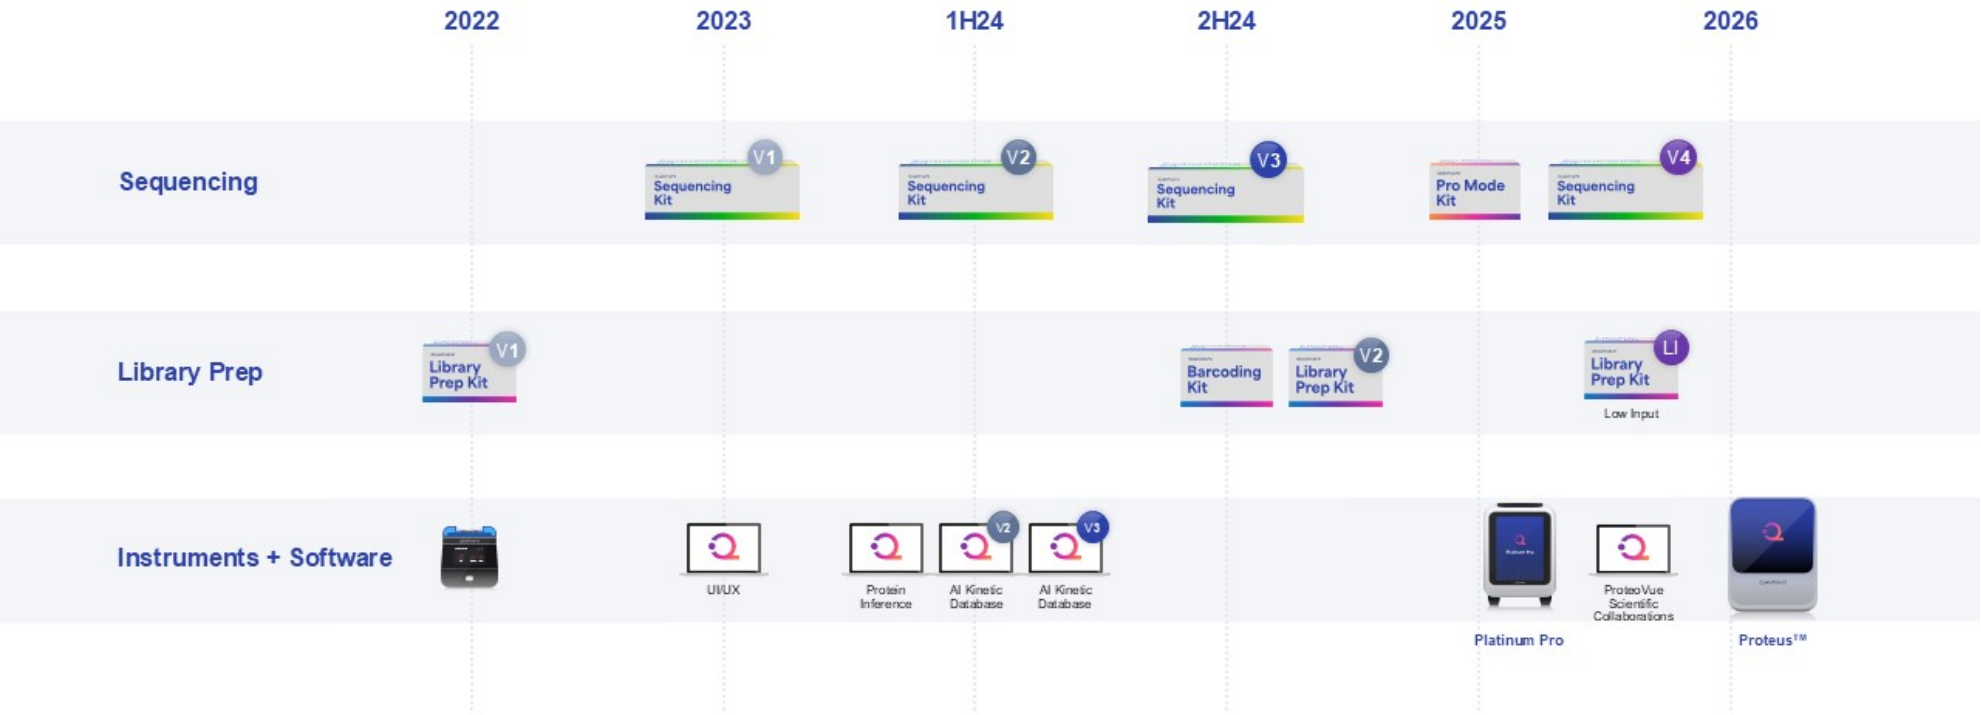 2022 2023 1H24 2H24 2025 2026
V1 V2 V3 V4
Sequencing
Sequencing
Kit
Sequencing
Kit
Sequencing
Kit
Pro Mode
Kit
Sequencing
Kit
V1 V2 LI
Library Prep
Library
Prep Kit
Barcoding
Kit
Library
Prep Kit
Library
Prep Kit
Low Input
Instruments + Software
UI/UX
Protein
Inference
V2
AI Kinetic
Database
V3
AI Kinetic
Database
Platinum Pro
Platinum Pro
ProteoVue
Scientific
Collaborations
Proteus™